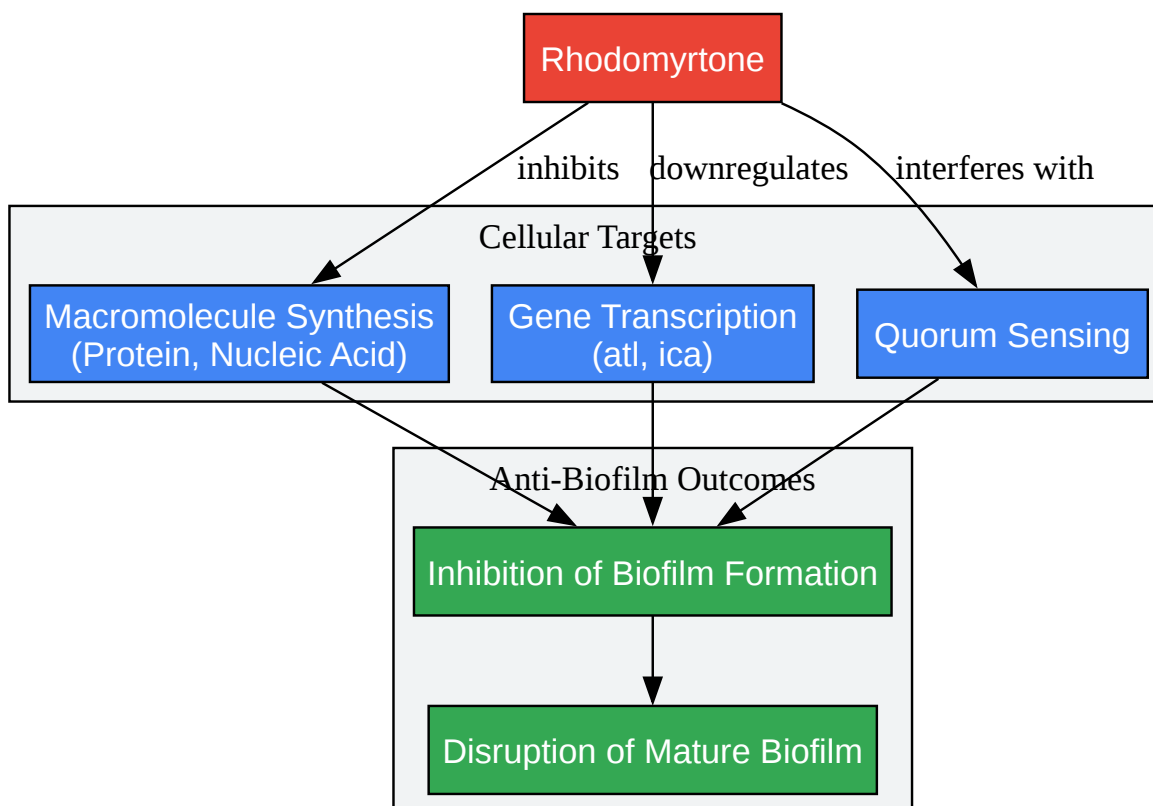 Rhodomyrtone
inhibits
downregulates
interferes with
Cellular Targets
Macromolecule Synthesis
(Protein, Nucleic Acid)
Gene Transcription
(atl, ica)
Quorum Sensing
Anti-Biofilm Outcomes
Inhibition of Biofilm Formation
Disruption of Mature Biofilm